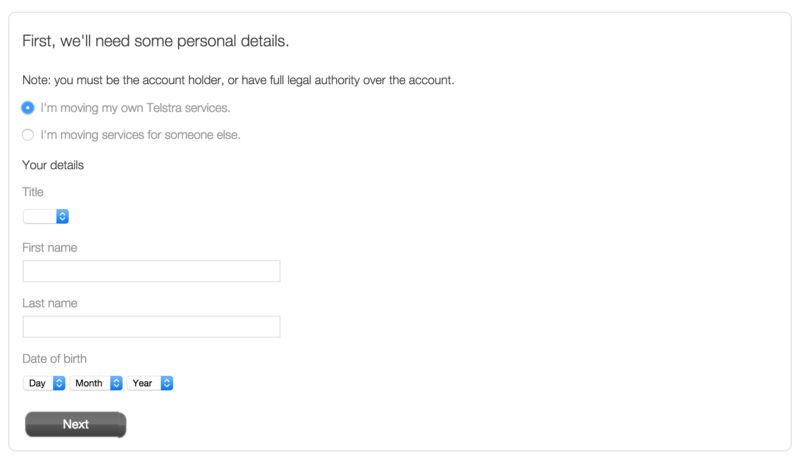 First, we'll need some personal details.
Note: you must be the account holder, or have full legal authority over the account.
I'm moving my own Telstra services.
I'm moving services for someone else.
Your details
Title
First name
Last name
Date of birth
Day Month Year
Next